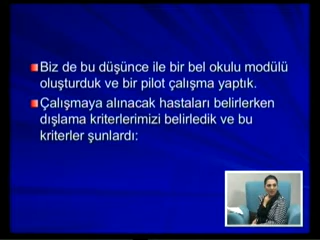 Biz de bu düşünce ile bir bel okulu modülü
oluşturduk ve bir pilot çalışma yaptık.
Çalışmaya alınacak hastaları belirlerken
dışlama kriterlerimizi belirledik ve bu
kriterler şunlardı: